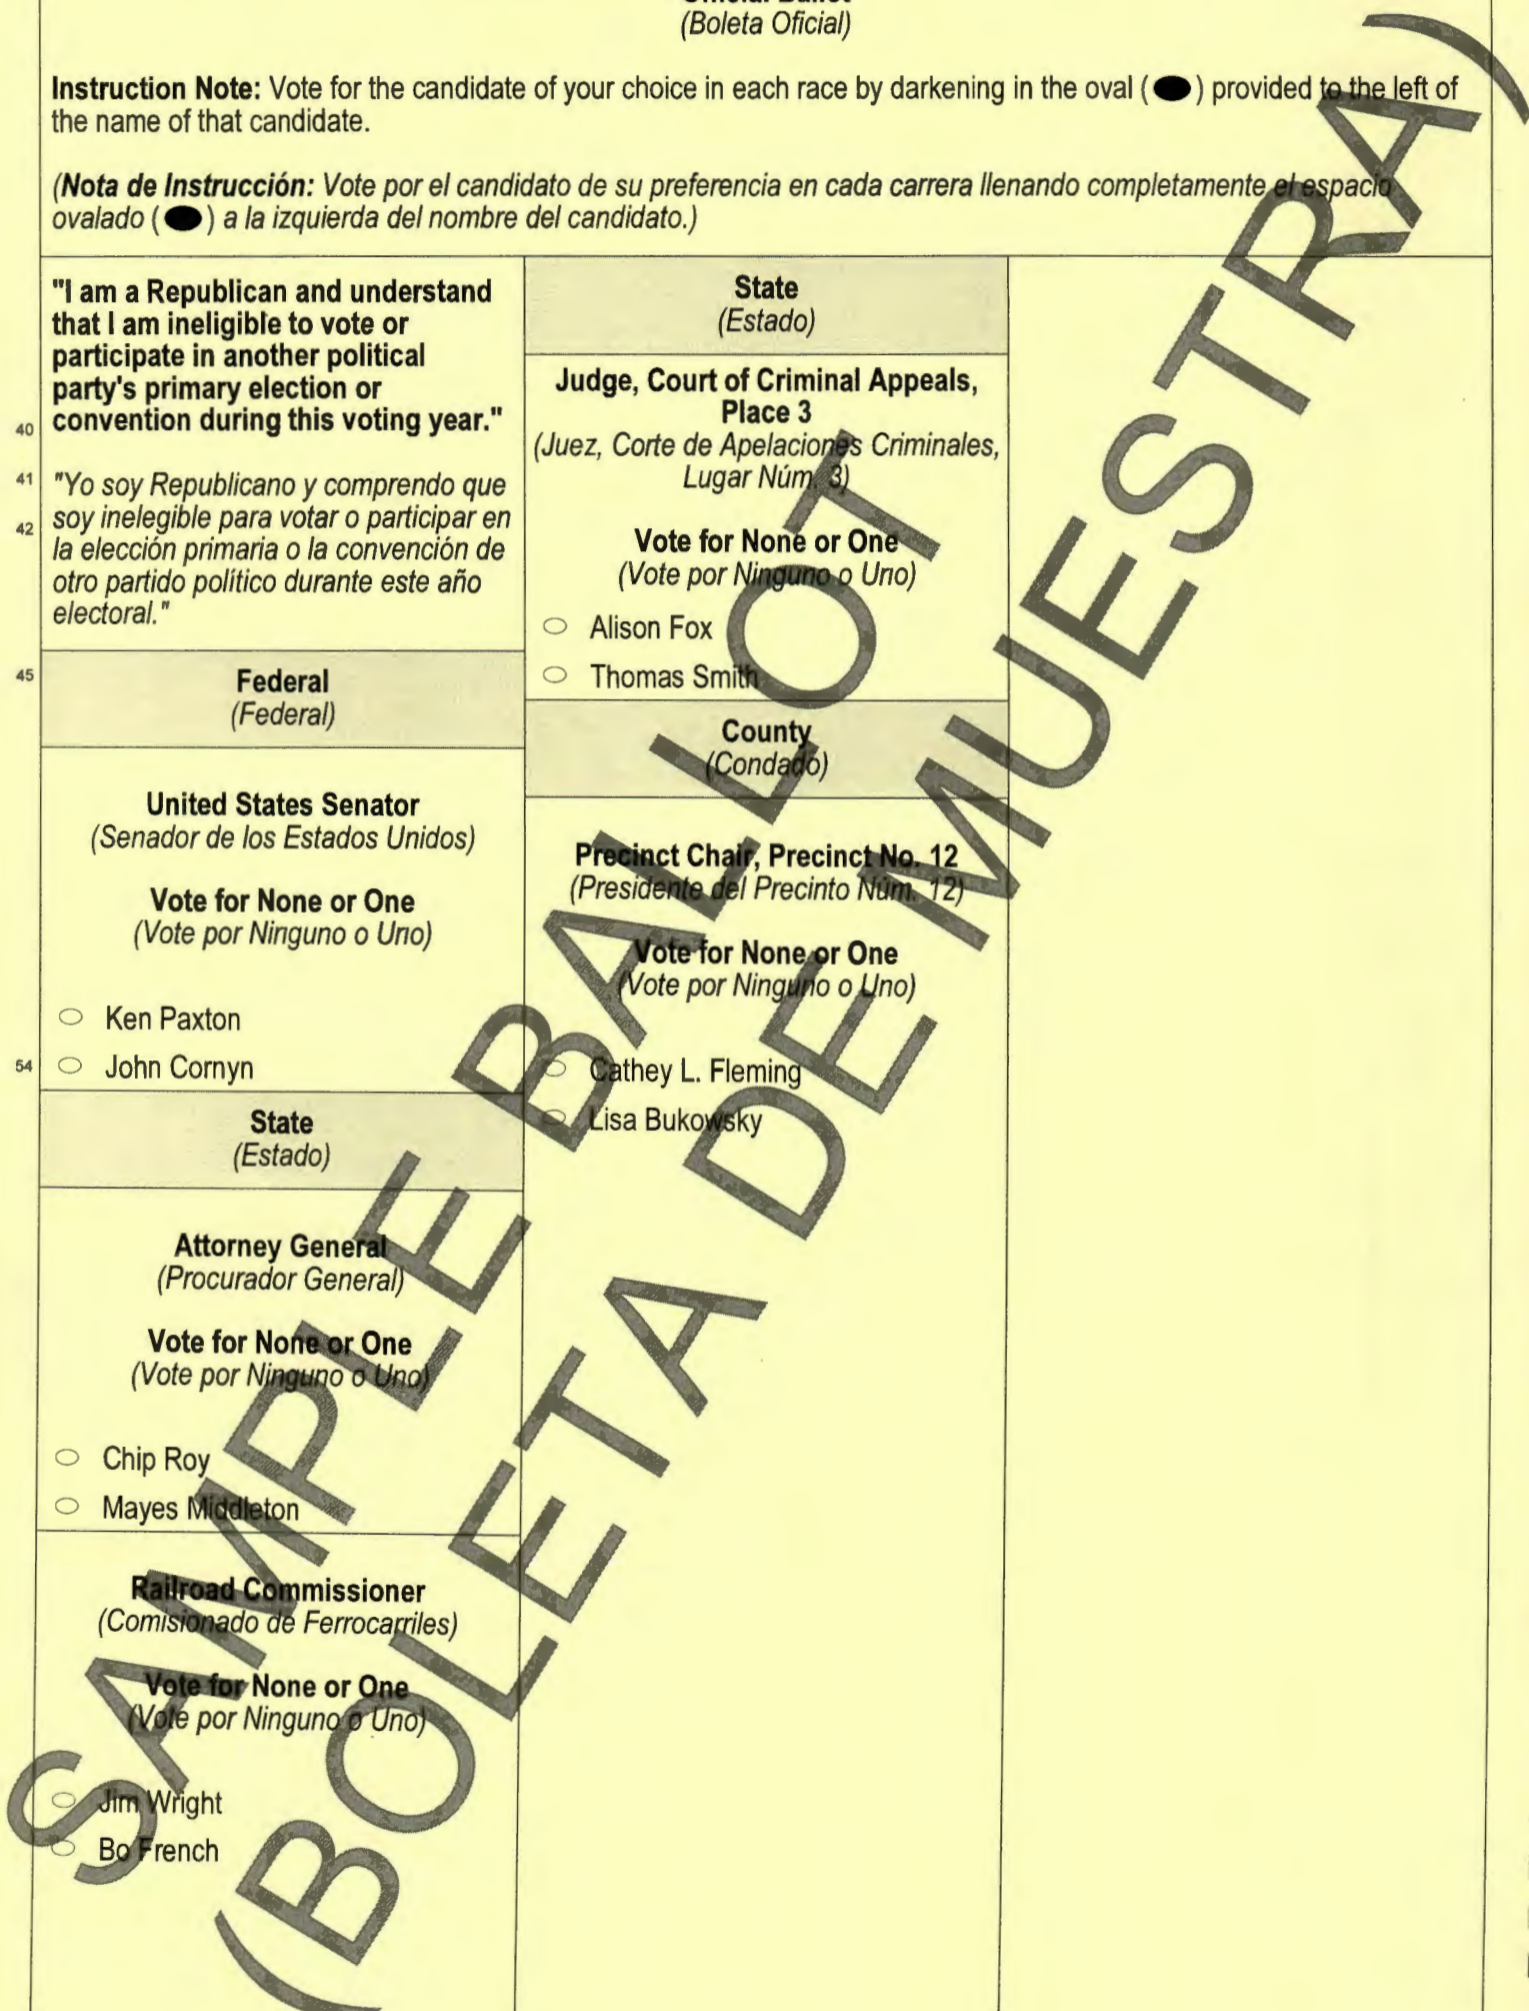 Official Ballot
(Boleta Oficial)
Instruction Note: Vote for the candidate of your choice in each race by darkening in the oval ( ) provided to the left of
the name of that candidate.
(Nota de Instrucción: Vote por el candidato de su preferencia en cada carrera llenando completamente el espacio
ovalado ( ) a la izquierda del nombre del candidato.)
"I am a Republican and understand
that I am ineligible to vote or
participate in another political
party's primary election or
convention during this voting year."
40
41
42
"Yo soy Republicano y comprendo que
soy inelegible para votar o participar en
la elección primaria o la convención de
otro partido político durante este año
electoral."
45
Federal
(Federal)
United States Senator
(Senador de los Estados Unidos)
Vote for None or One
(Vote por Ninguno o Uno)
Ken Paxton
54
John Cornyn
State
(Estado)
Attorney General
(Procurador General)
Vote for None or One
(Vote por Ninguno o Uno)
Chip Roy
Mayes Middleton
Railroad Commissioner
(Comisionado de Ferrocarriles)
Vote for None or One
(Vote por Ninguno o Uno)
Jim Wright
Bo French
State
(Estado)
Judge, Court of Criminal Appeals,
Place 3
(Juez, Corte de Apelaciones Criminales,
Lugar Núm. 3)
Vote for None or One
(Vote por Ninguno o Uno)
Alison Fox
Thomas Smith
County
(Condado)
Precinct Chair, Precinct No. 12
(Presidente del Precinto Núm. 12)
Vote for None or One
(Vote por Ninguno o Uno)
Cathey L. Fleming
Lisa Bukowsky
SAMPLE BALLOT
(BOLETA DE MUESTRA)